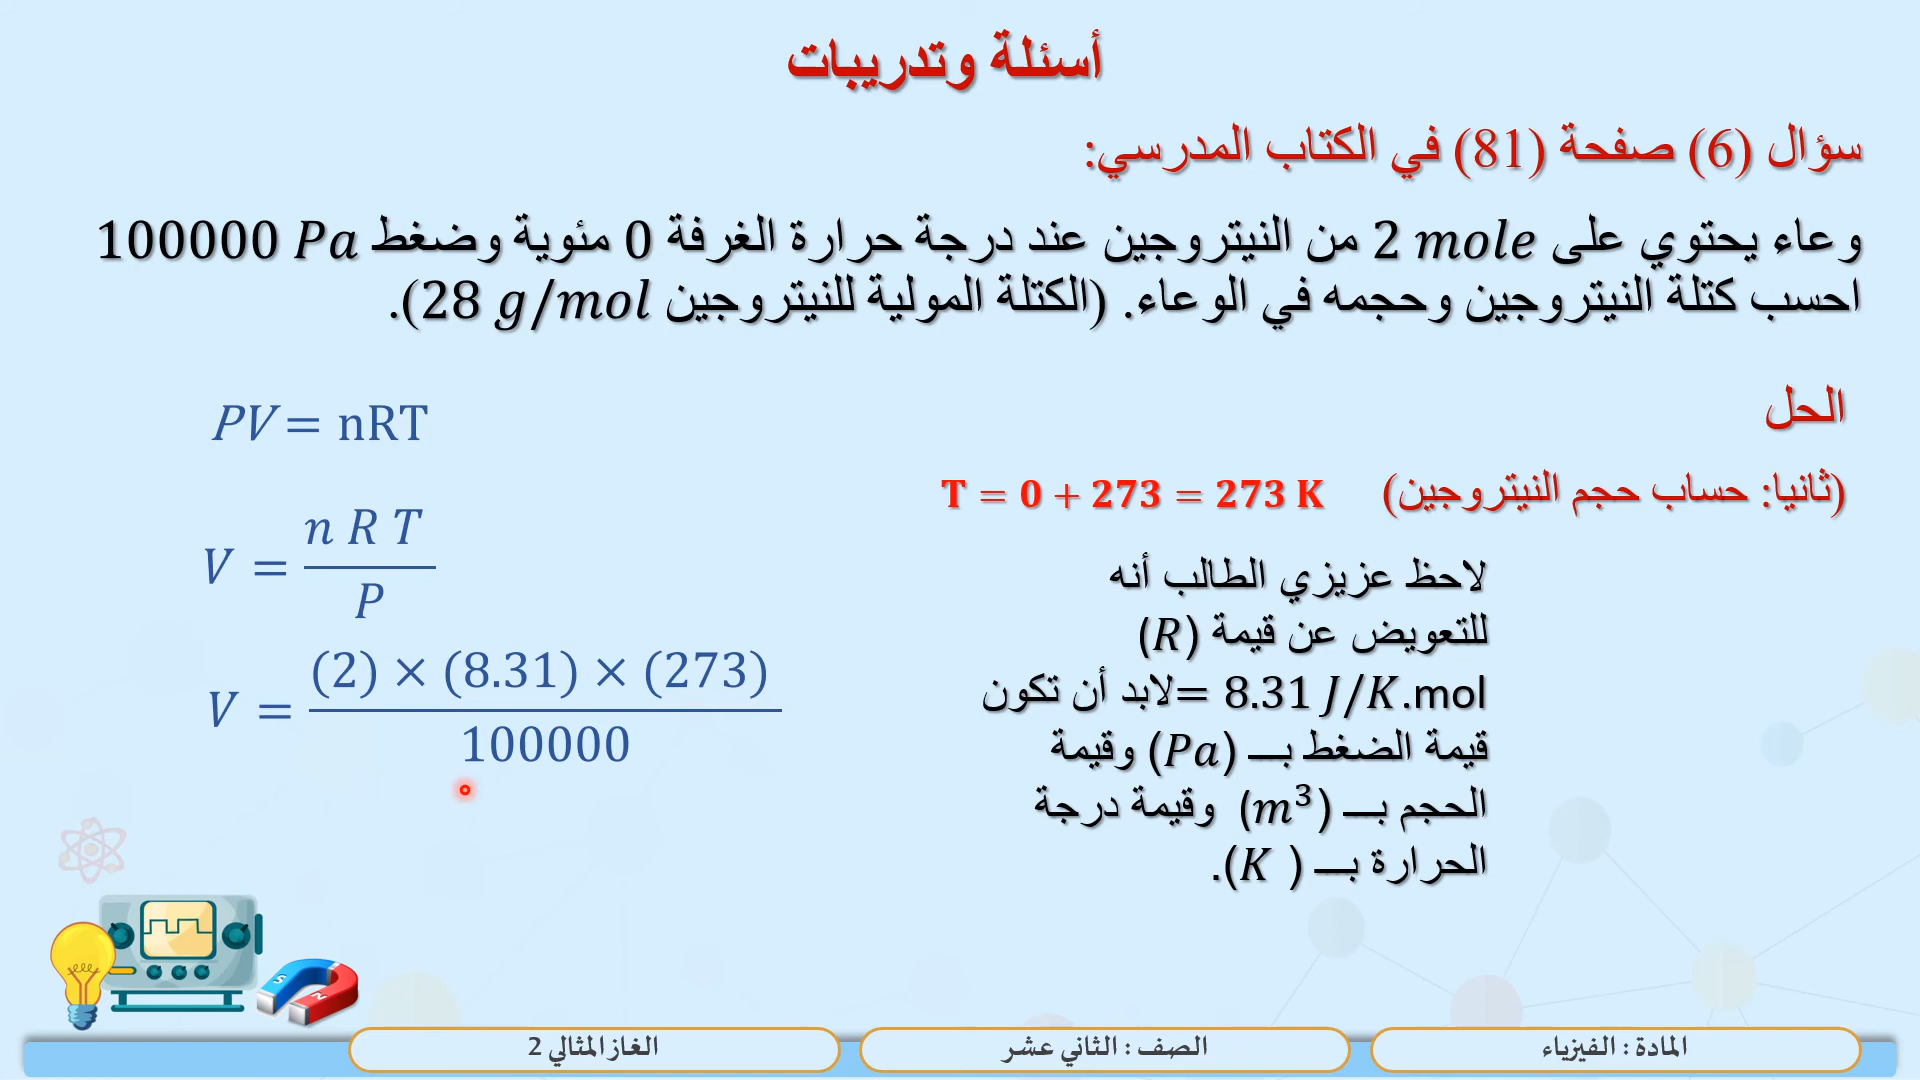 أسئلة وتدريبات
سؤال (6) صفحة (81) في الكتاب المدرسي:
وعاء يحتوي على 2 mole من النيتروجين عند درجة حرارة الغرفة 0 مئوية وضغط 100000 Pa
احسب كتلة النيتروجين وحجمه في الوعاء. (الكتلة المولية للنيتروجين 28 g/mol).
الحل
(ثانيا: حساب حجم النيتروجين) T = 0 + 273 = 273 K
لاحظ عزيزي الطالب أنه
للتعويض عن قيمة (R)
=8.31 J/K.mol لابد أن تكون
قيمة الضغط بـــ (Pa) وقيمة
الحجم بـــ (m³) وقيمة درجة
الحرارة بـــ ( K).
PV = nRT
V = n R T / P
V = (2) × (8.31) × (273) / 100000
S N
المادة : الفيزياء
الصف : الثاني عشر
الغاز المثالي 2